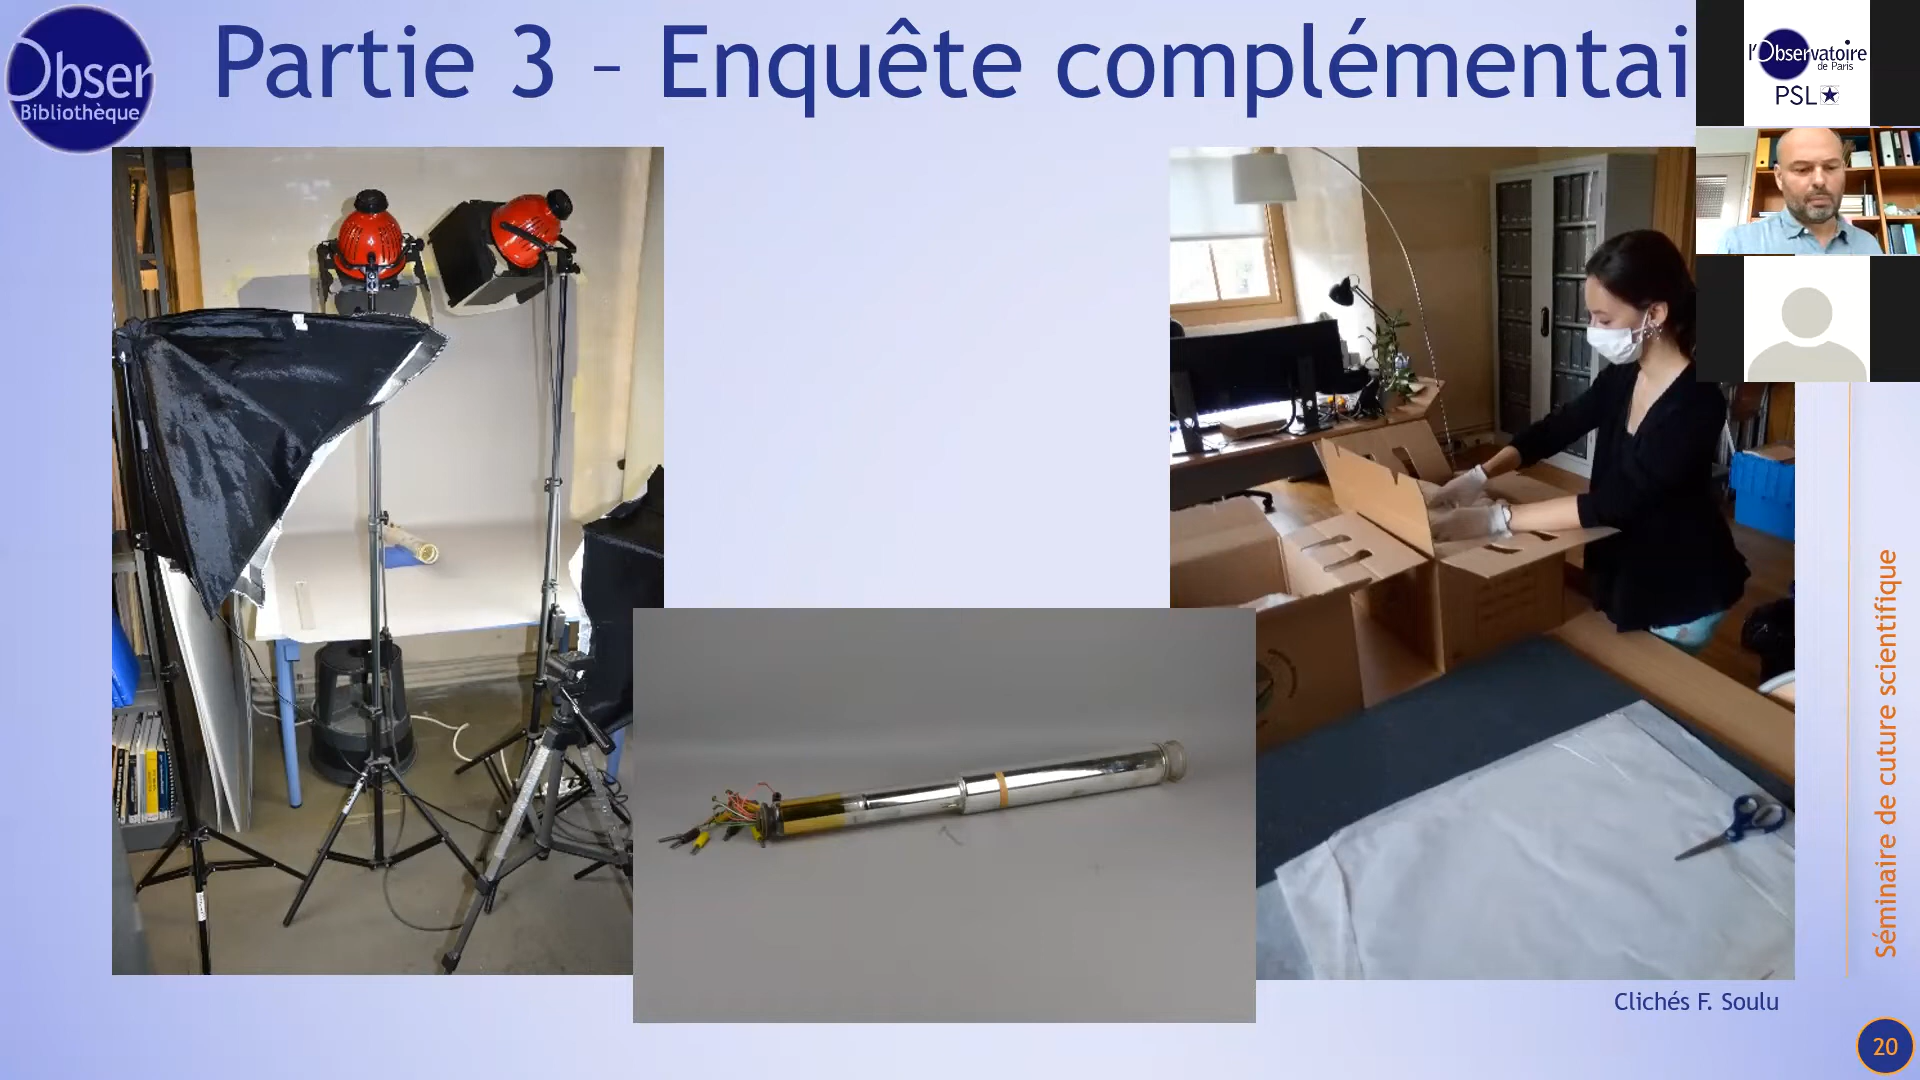 Obser
Bibliothèque
Partie 3 – Enquête complémentai
l'Observatoire
de Paris
PSL
Séminaire de cuture scientifique
Clichés F. Soulu
20